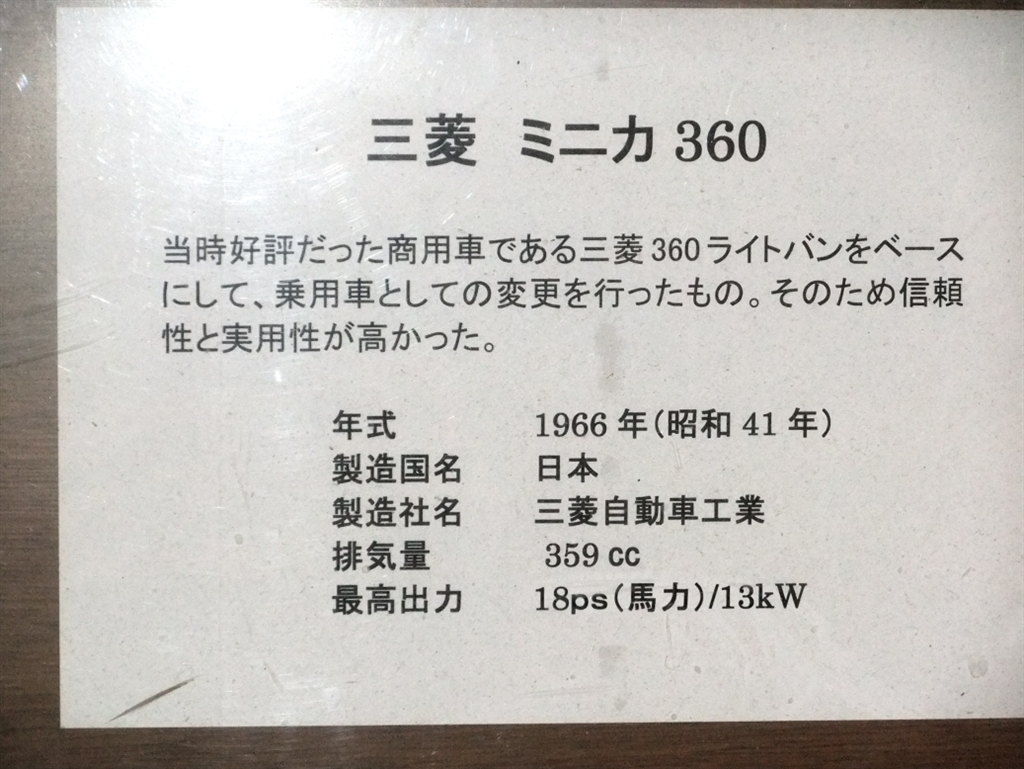 三菱 ミニカ 360
当時好評だった商用車である三菱 360 ライトバンをベース
にして、乗用車としての変更を行ったもの。そのため信頼
性と実用性が高かった。
年式 1966 年(昭和 41 年)
製造国名 日本
製造社名 三菱自動車工業
排気量 359 cc
最高出力 18ps(馬力)/13kW